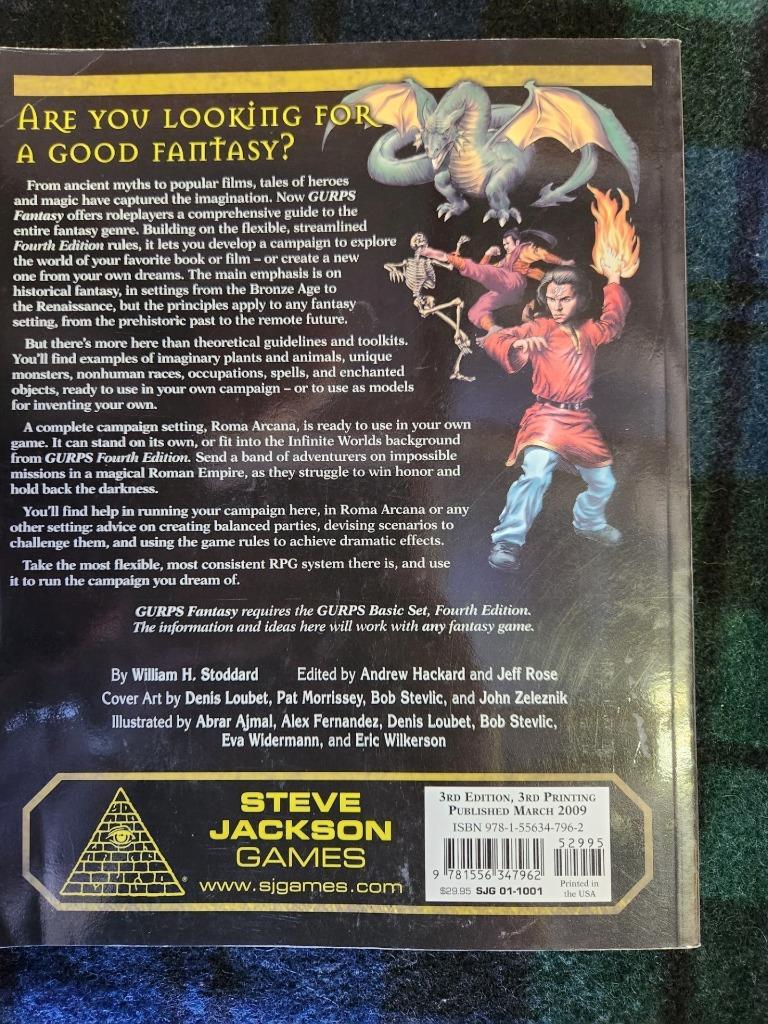 Are you looking for
a good fantasy?
From ancient myths to popular films, tales of heroes
and magic have captured the imagination. Now GURPS
Fantasy offers roleplayers a comprehensive guide to the
entire fantasy genre. Building on the flexible, streamlined
Fourth Edition rules, it lets you develop a campaign to explore
the world of your favorite book or film – or create a new
one from your own dreams. The main emphasis is on
historical fantasy, in settings from the Bronze Age to
the Renaissance, but the principles apply to any fantasy
setting, from the prehistoric past to the remote future.
But there's more here than theoretical guidelines and toolkits.
You'll find examples of imaginary plants and animals, unique
monsters, nonhuman races, occupations, spells, and enchanted
objects, ready to use in your own campaign – or to use as models
for inventing your own.
A complete campaign setting, Roma Arcana, is ready to use in your own
game. It can stand on its own, or fit into the Infinite Worlds background
from GURPS Fourth Edition. Send a band of adventurers on impossible
missions in a magical Roman Empire, as they struggle to win honor and
hold back the darkness.
You'll find help in running your campaign here, in Roma Arcana or any
other setting: advice on creating balanced parties, devising scenarios to
challenge them, and using the game rules to achieve dramatic effects.
Take the most flexible, most consistent RPG system there is, and use
it to run the campaign you dream of.
GURPS Fantasy requires the GURPS Basic Set, Fourth Edition.
The information and ideas here will work with any fantasy game.
By William H. Stoddard Edited by Andrew Hackard and Jeff Rose
Cover Art by Denis Loubet, Pat Morrissey, Bob Stevlic, and John Zeleznik
Illustrated by Abrar Ajmal, Alex Fernandez, Denis Loubet, Bob Stevlic,
Eva Widermann, and Eric Wilkerson
STEVE
JACKSON
GAMES
www.sjgames.com
3rd Edition, 3rd Printing
Published March 2009
ISBN 978-1-55634-796-2
52995
9 781556 347962
$29.95 SJG 01-1001
Printed in
the USA